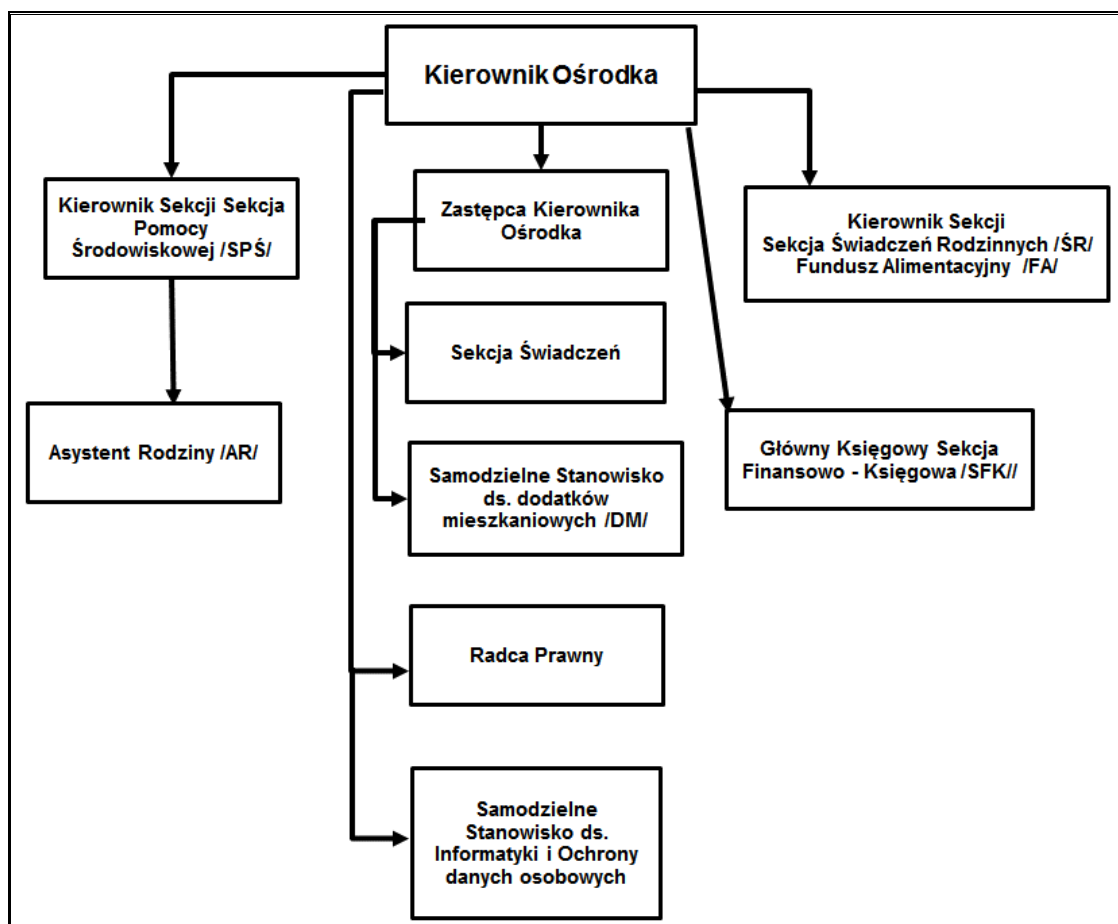 Kierownik Ośrodka
Kierownik Sekcji Sekcja
Pomocy
Środowiskowej /SPŚ/
Zastępca Kierownika
Ośrodka
Kierownik Sekcji
Sekcja Świadczeń Rodzinnych /ŚR/
Fundusz Alimentacyjny /FA/
Sekcja Świadczeń
Asystent Rodziny /AR/
Samodzielne Stanowisko
ds. dodatków
mieszkaniowych /DM/
Główny Księgowy Sekcja
Finansowo - Księgowa /SFK//
Radca Prawny
Samodzielne
Stanowisko ds.
Informatyki i Ochrony
danych osobowych